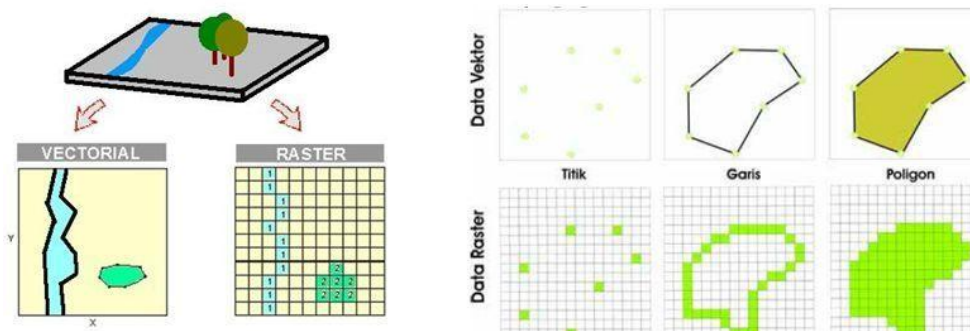 VECTORIAL
RASTER
Y
X
1
1
1
1
1
1
1
1 2
1 2 2 2
1 2 2 2
1
Data Vektor
Titik
Garis
Poligon
Data Raster